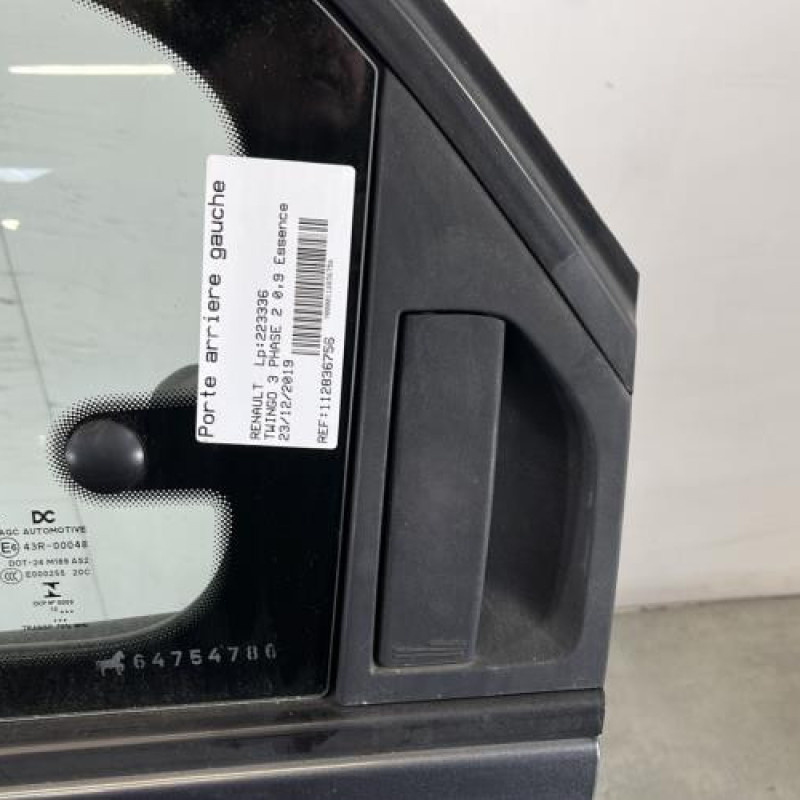 Porte arriere gauche
RENAULT Lp:223336
TWINGO 3 PHASE 2 0,9 Essence
23/12/2019
REF:112836756
AGC AUTOMOTIVE
E6 43R-00048
DOT-24 M189 AS2
CCC E000255 20C
64754786